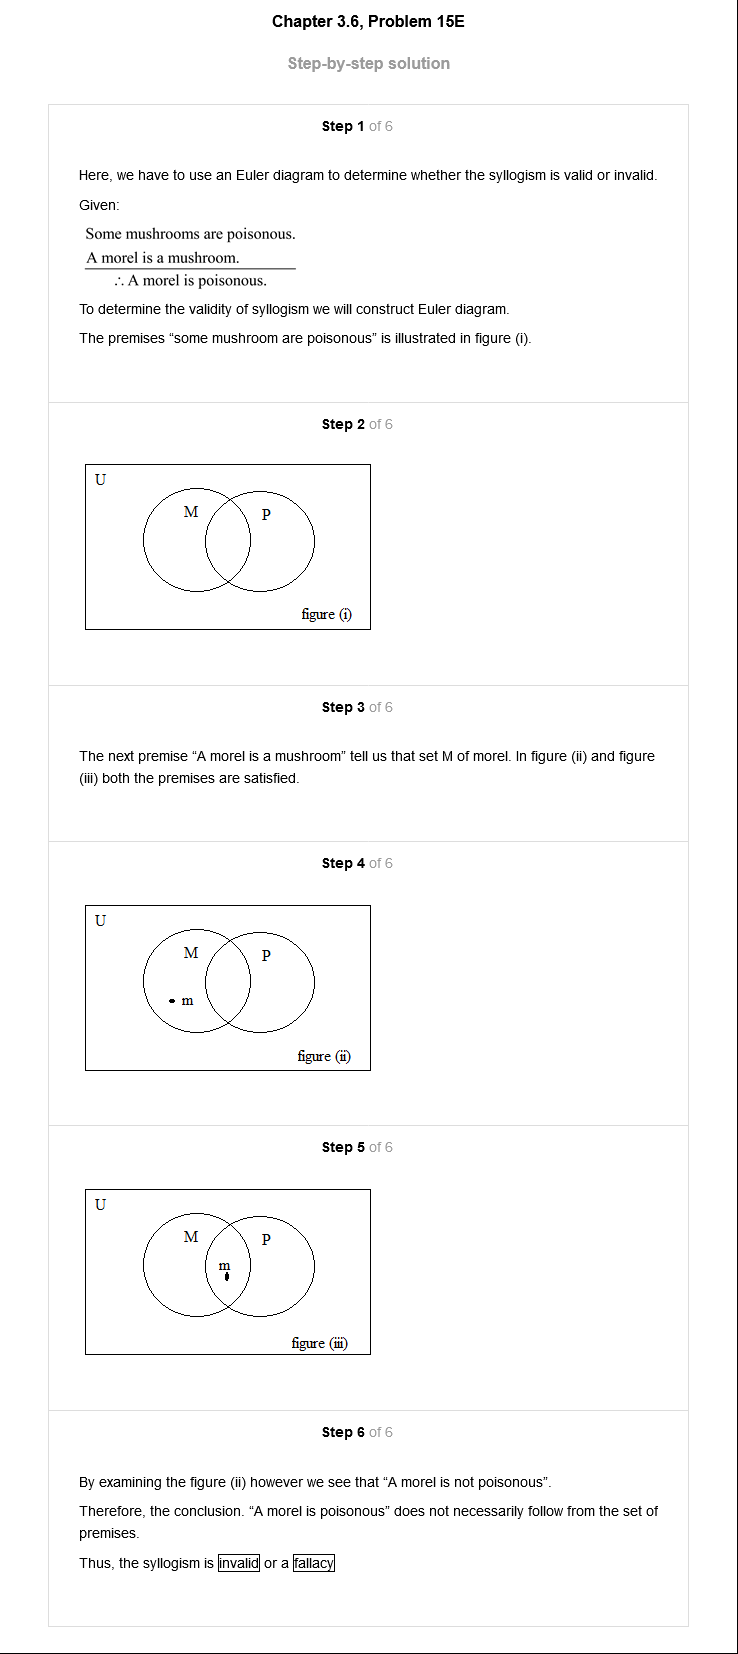 Chapter 3.6, Problem 15E
Step-by-step solution
Step 1 of 6
Here, we have to use an Euler diagram to determine whether the syllogism is valid or invalid.
Given:
Some mushrooms are poisonous.
A morel is a mushroom.
∴ A morel is poisonous.
To determine the validity of syllogism we will construct Euler diagram.
The premises “some mushroom are poisonous” is illustrated in figure (i).
Step 2 of 6
U
M P
figure (i)
Step 3 of 6
The next premise “A morel is a mushroom” tell us that set M of morel. In figure (ii) and figure
(iii) both the premises are satisfied.
Step 4 of 6
U
M P
m
figure (ii)
Step 5 of 6
U
M P
m
figure (iii)
Step 6 of 6
By examining the figure (ii) however we see that “A morel is not poisonous”.
Therefore, the conclusion. “A morel is poisonous” does not necessarily follow from the set of
premises.
Thus, the syllogism is invalid or a fallacy